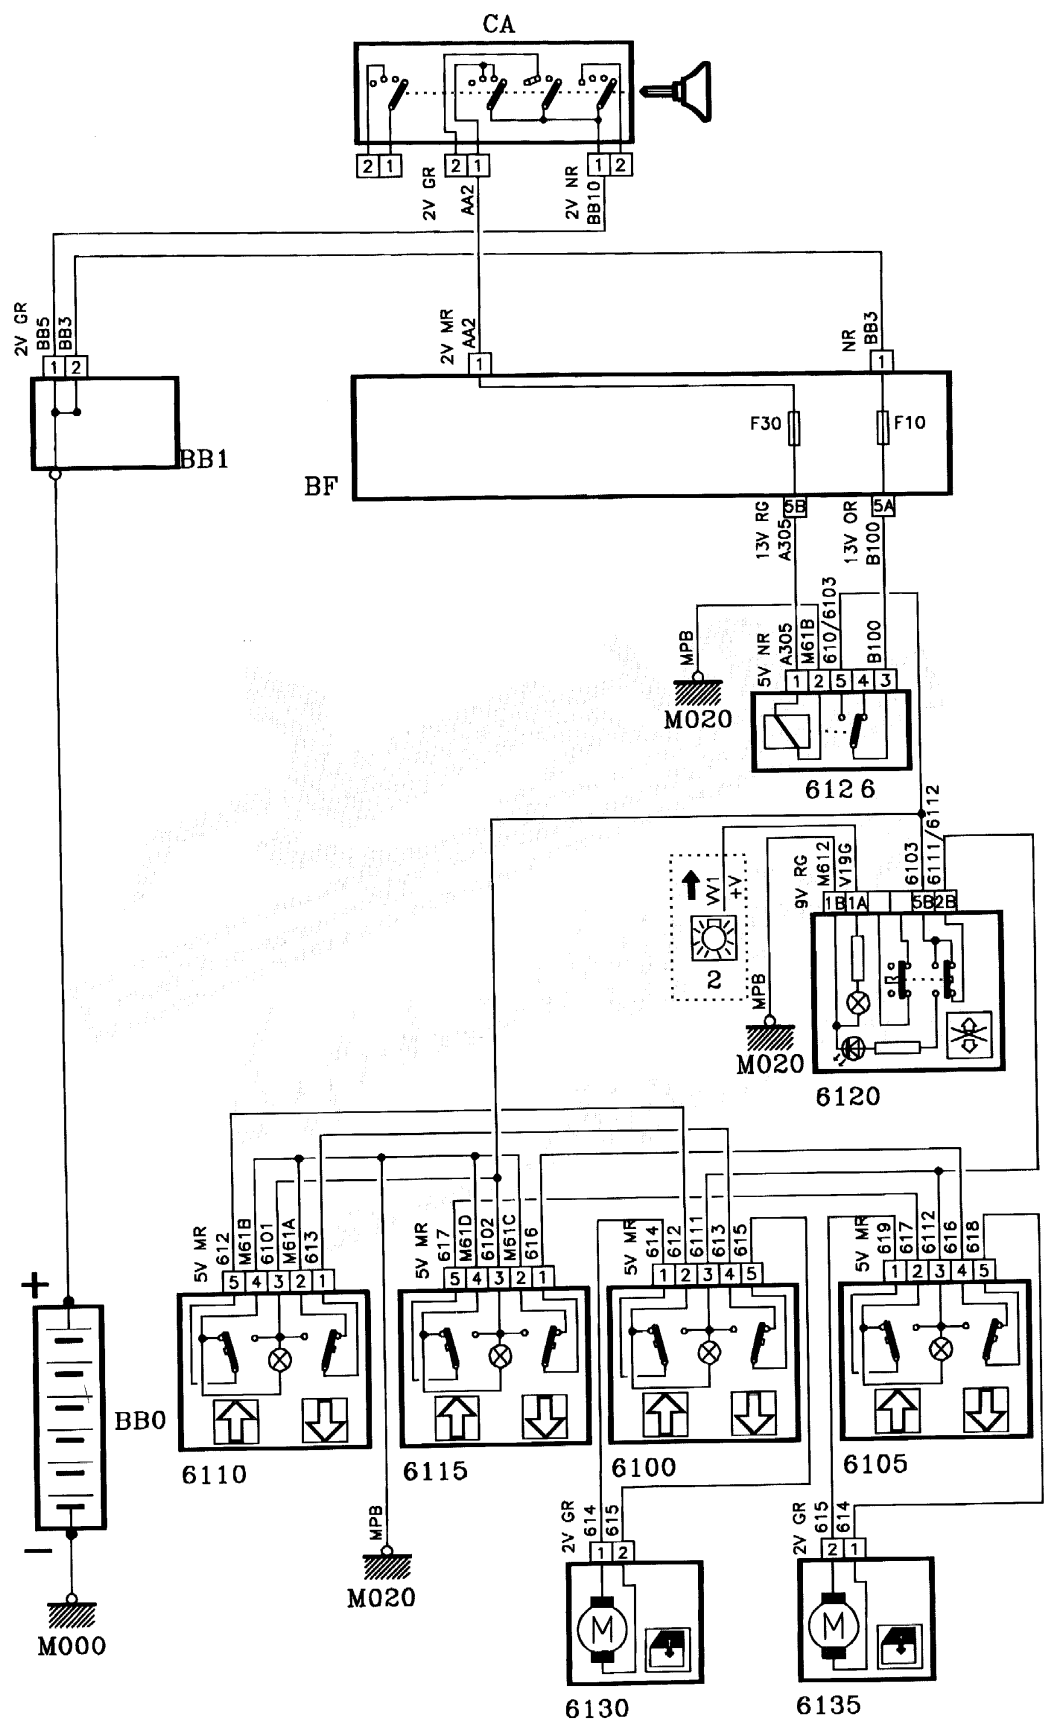 CA
2 1 2 1 1 2
2V GR AA2 2V NR BB10
2V GR BB5 BB3 2V MR AA2 NR BB3
1 2 1 1
F30 F10
BB1
BF
5B 5A
13V RG A305 13V OR B100
MPB 5V NR A305 M61B 610/6103 B100
1 2 5 4 3
M020
6126
9V RG M612 V19G 6103 6111/6112
VV1 +V
1B 1A 5B 2B
2
MPB
M020
6120
5V MR 612 M61B 6101 M61A 613
5V MR 617 M61D 6102 M61C 616
5V MR 614 612 6111 613 615
5V MR 619 617 6112 616 618
5 4 3 2 1
5 4 3 2 1
1 2 3 4 5
1 2 3 4 5
+
BB0
6110
6115
6100
6105
−
MPB
2V GR 614 615
2V GR 615 614
1 2
2 1
M020
M000
M
M
6130
6135